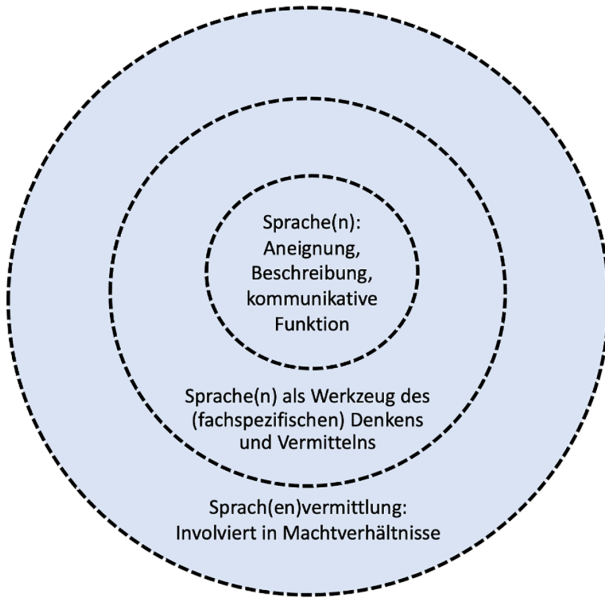 Sprache(n):
Aneignung,
Beschreibung,
kommunikative
Funktion
Sprache(n) als Werkzeug des
(fachspezifischen) Denkens
und Vermittelns
Sprach(en)vermittlung:
Involviert in Machtverhältnisse